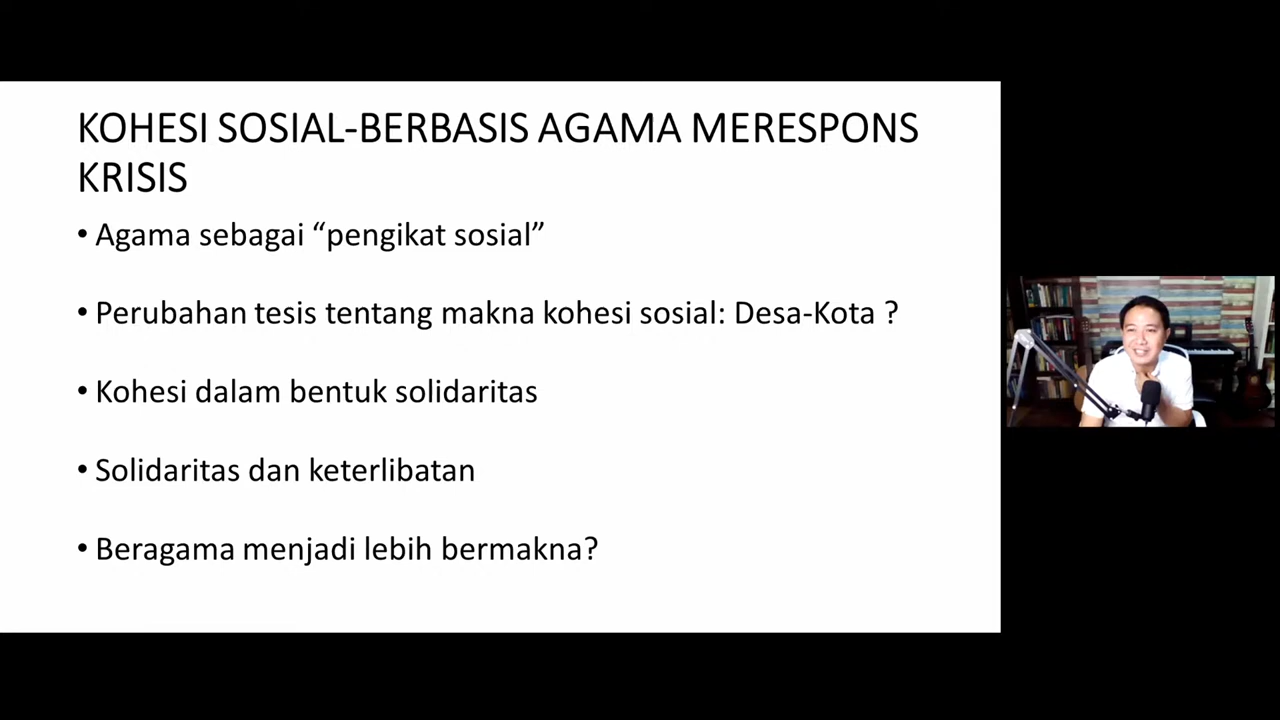 KOHESI SOSIAL-BERBASIS AGAMA MERESPONS
KRISIS
• Agama sebagai “pengikat sosial”
• Perubahan tesis tentang makna kohesi sosial: Desa-Kota ?
• Kohesi dalam bentuk solidaritas
• Solidaritas dan keterlibatan
• Beragama menjadi lebih bermakna?